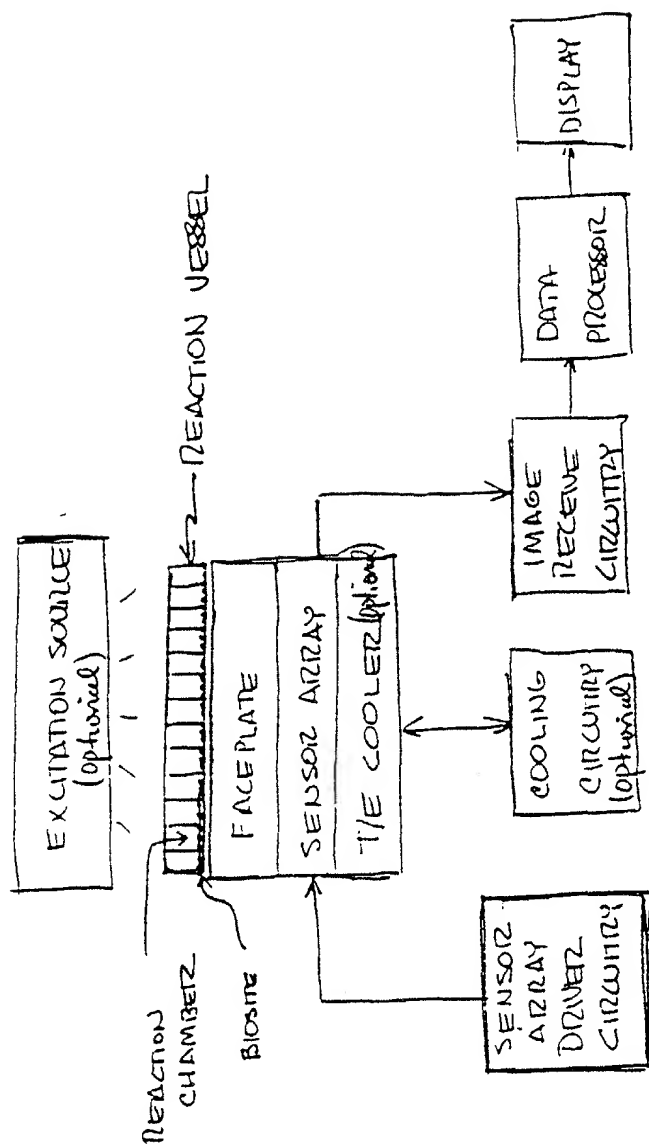 EXCITATION SOURCE
(optional)
REACTION VESSEL
REACTION
CHAMBER
BIOSITE
FACEPLATE
SENSOR ARRAY
T/E COOLER (optional)
SENSOR
ARRAY
DRIVER
CIRCUITRY
COOLING
CIRCUITRY
(optional)
IMAGE
RECEIVE
CIRCUITRY
DATA
PROCESSOR
DISPLAY